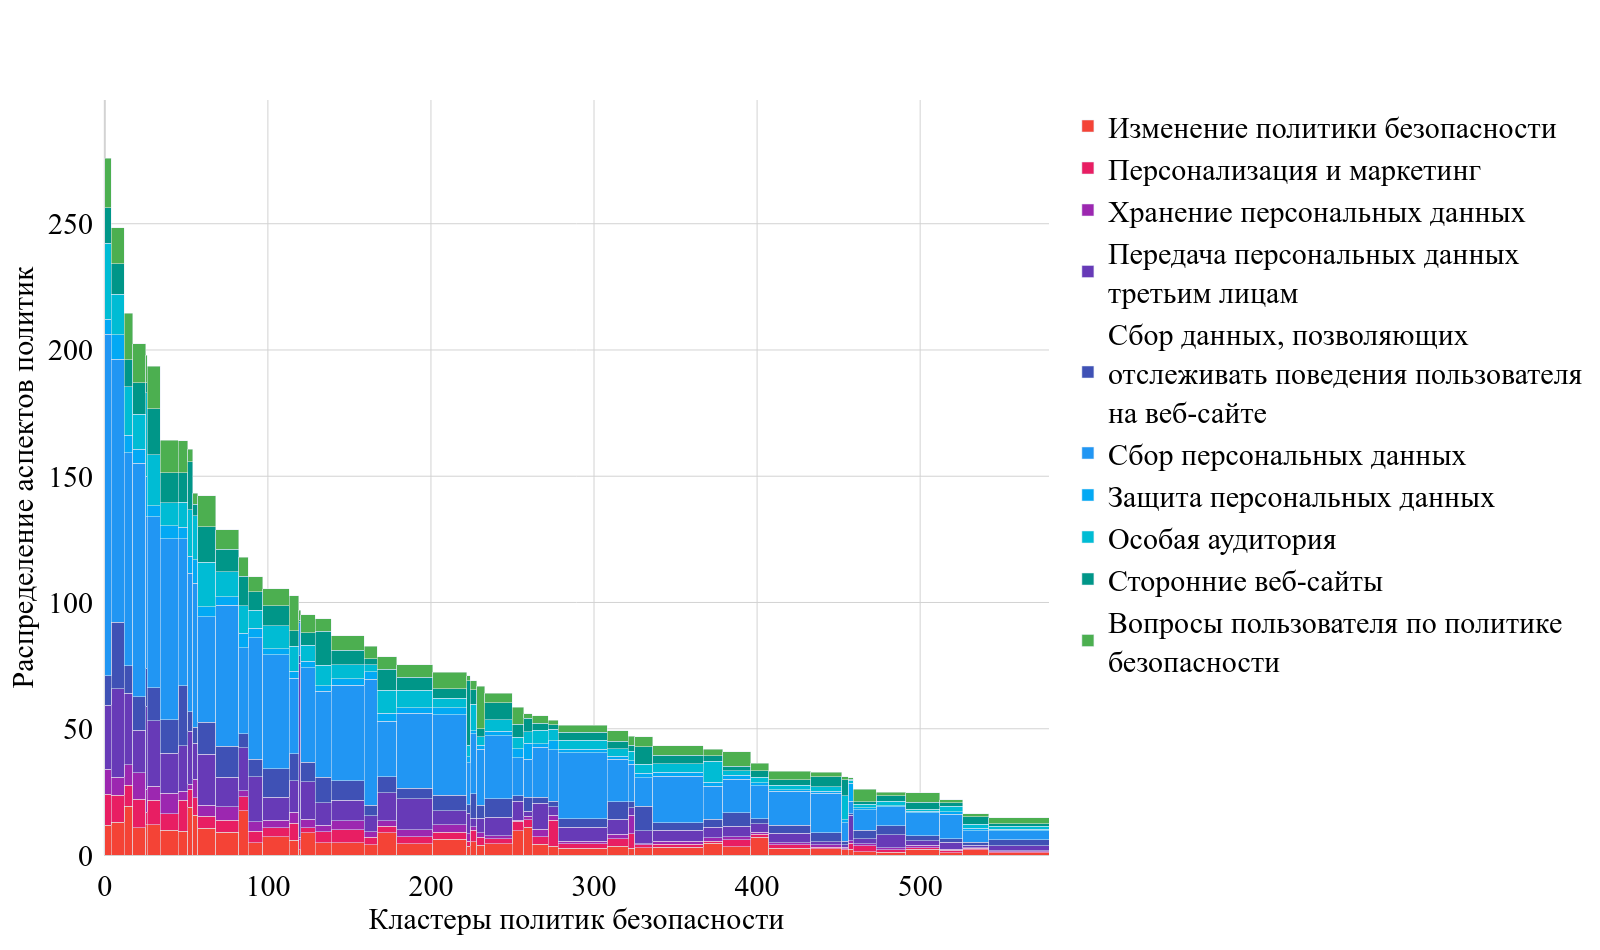 Распределение аспектов политик
250
200
150
100
50
0
0 100 200 300 400 500
Кластеры политик безопасности
Изменение политики безопасности
Персонализация и маркетинг
Хранение персональных данных
Передача персональных данных
третьим лицам
Сбор данных, позволяющих
отслеживать поведения пользователя
на веб-сайте
Сбор персональных данных
Защита персональных данных
Особая аудитория
Сторонние веб-сайты
Вопросы пользователя по политике
безопасности